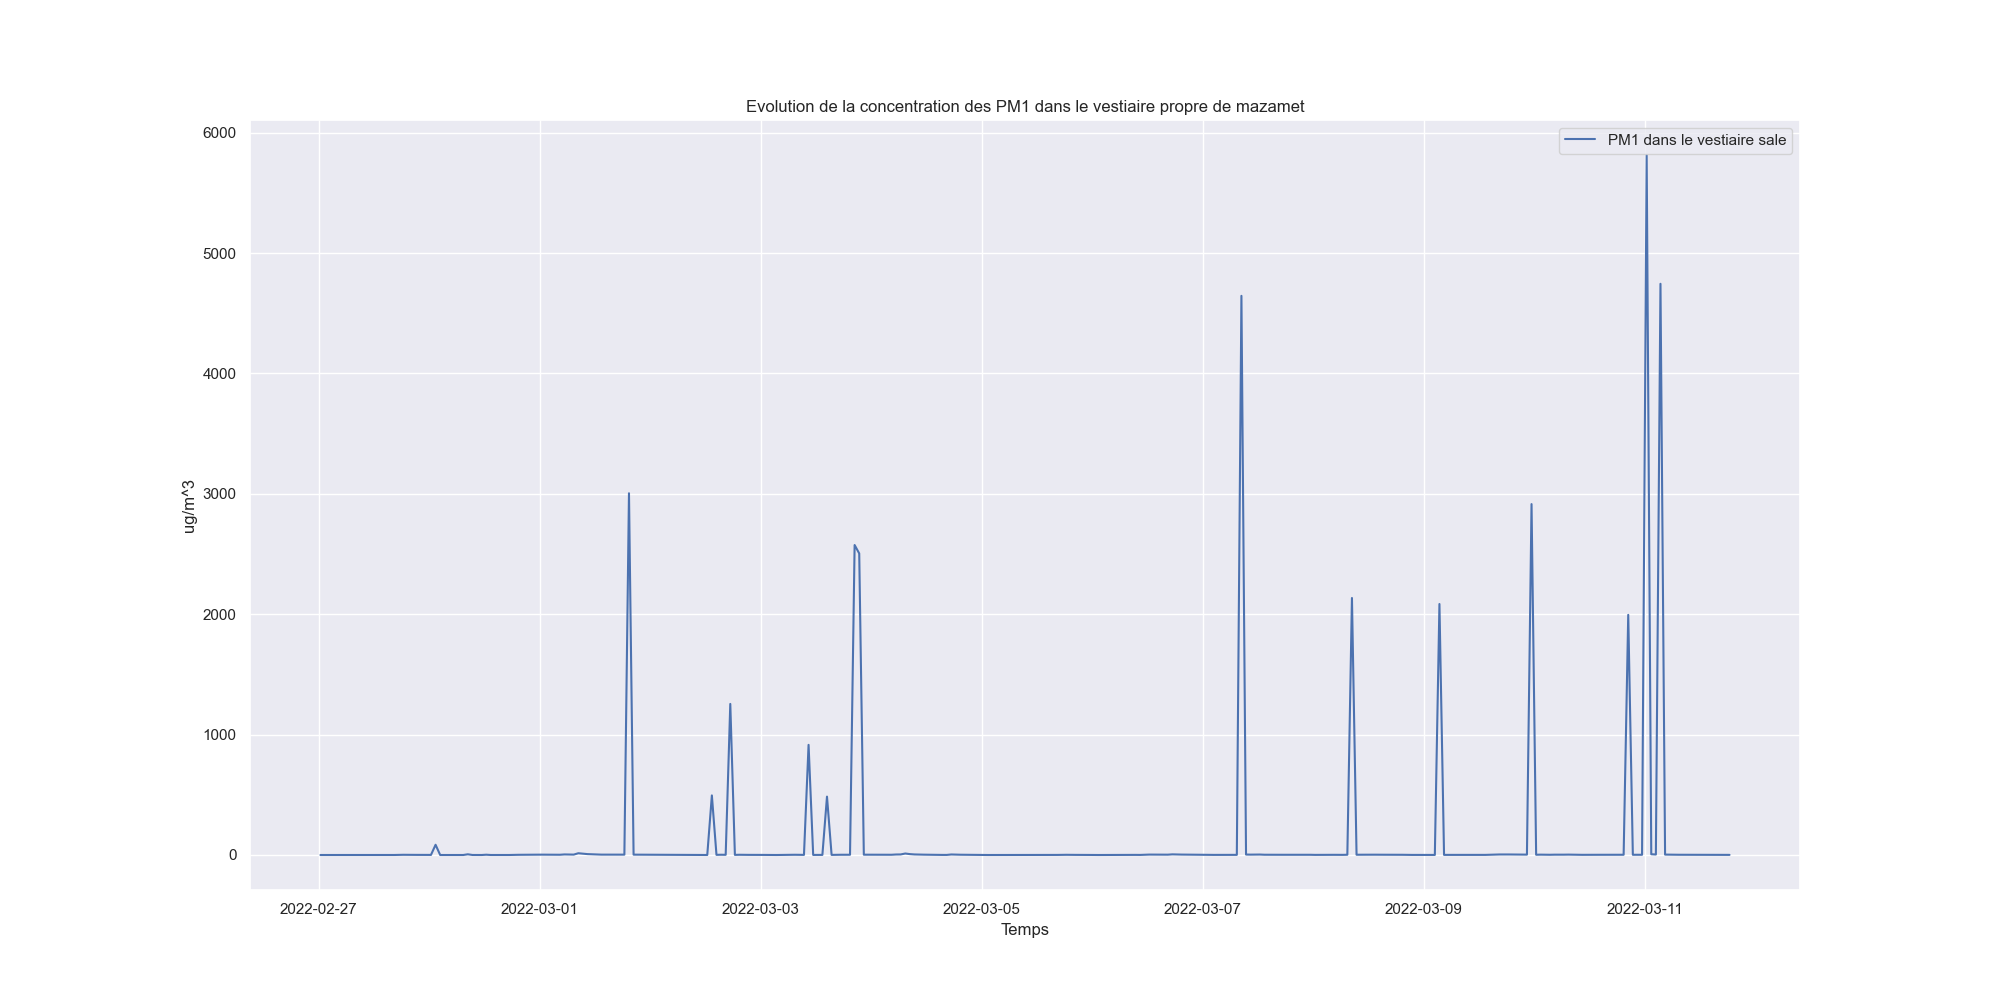 Evolution de la concentration des PM1 dans le vestiaire propre de mazamet
PM1 dans le vestiaire sale
6000
5000
4000
3000
2000
1000
0
ug/m^3
2022-02-27 2022-03-01 2022-03-03 2022-03-05 2022-03-07 2022-03-09 2022-03-11
Temps